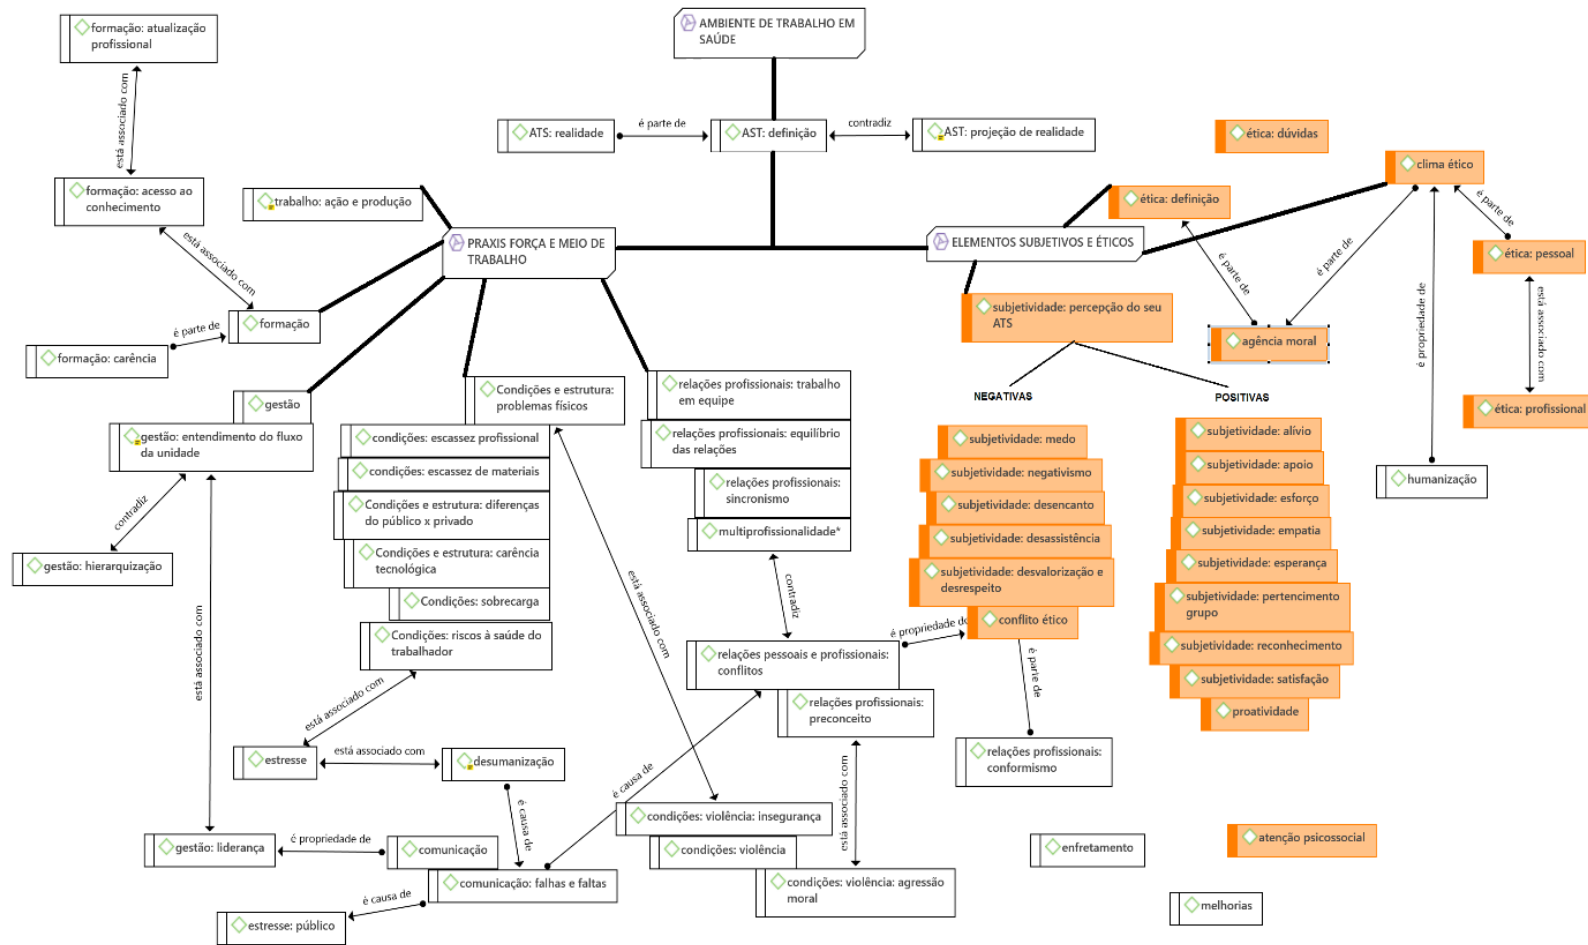 AMBIENTE DE TRABALHO EM
SAÚDE
formação: atualização
profissional
está associado com
ATS: realidade
é parte de
AST: definição
contradiz
AST: projeção de realidade
ética: dúvidas
clima ético
formação: acesso ao
conhecimento
trabalho: ação e produção
ética: definição
é parte de
está associado com
PRAXIS FORÇA E MEIO DE
TRABALHO
ELEMENTOS SUBJETIVOS E ÉTICOS
é parte de
é parte de
ética: pessoal
é propriedade de
está associado com
subjetividade: percepção do seu
ATS
formação
é parte de
formação: carência
agência moral
NEGATIVAS
POSITIVAS
ética: profissional
gestão
gestão: entendimento do fluxo
da unidade
contradiz
gestão: hierarquização
está associado com
Condições e estrutura:
problemas físicos
condições: escassez profissional
condições: escassez de materiais
Condições e estrutura: diferenças
do público x privado
Condições e estrutura: carência
tecnológica
Condições: sobrecarga
Condições: riscos à saúde do
trabalhador
está associado com
relações profissionais: trabalho
em equipe
relações profissionais: equilíbrio
das relações
relações profissionais:
sincronismo
multiprofissionalidade*
está associado com
contradiz
relações pessoais e profissionais:
conflitos
relações profissionais:
preconceito
é propriedade de
subjetividade: medo
subjetividade: negativismo
subjetividade: desencanto
subjetividade: desassistência
subjetividade: desvalorização e
desrespeito
conflito ético
é parte de
relações profissionais:
conformismo
subjetividade: alívio
subjetividade: apoio
subjetividade: esforço
subjetividade: empatia
subjetividade: esperança
subjetividade: pertencimento
grupo
subjetividade: reconhecimento
subjetividade: satisfação
proatividade
humanização
estresse
está associado com
desumanização
é causa de
é causa de
está associado com
condições: violência: insegurança
condições: violência
condições: violência: agressão
moral
gestão: liderança
é propriedade de
comunicação
comunicação: falhas e faltas
é causa de
estresse: público
enfretamento
atenção psicossocial
melhorias